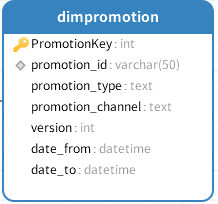 dimpromotion
PromotionKey : int
promotion_id : varchar(50)
promotion_type : text
promotion_channel : text
version : int
date_from : datetime
date_to : datetime